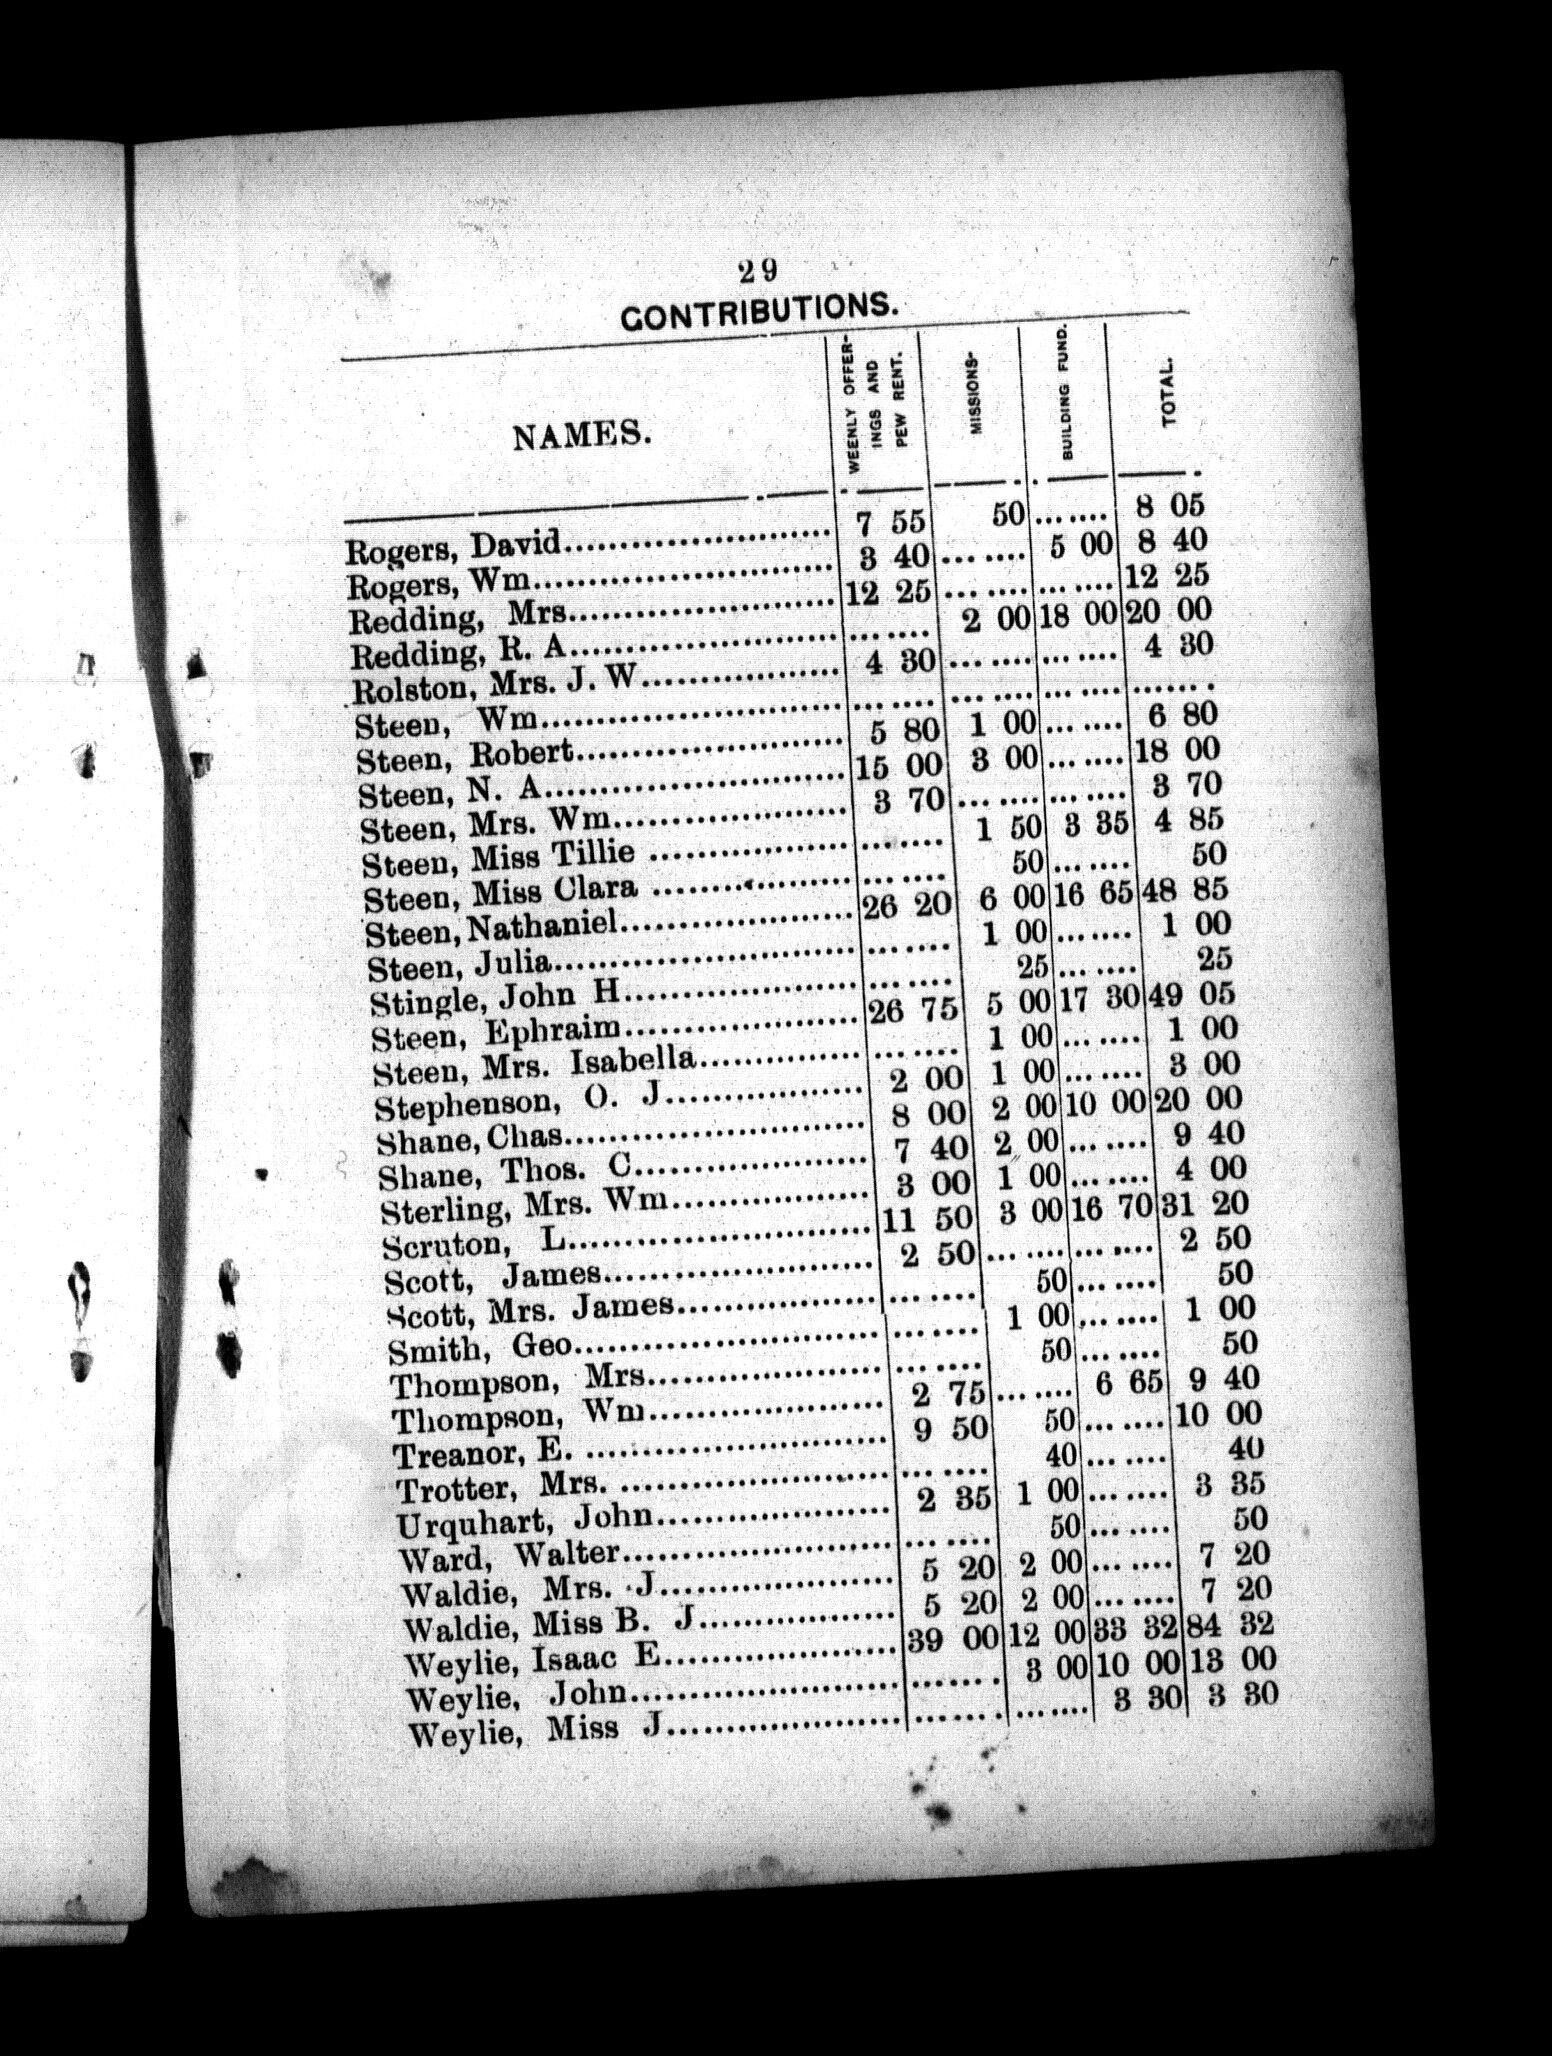 29
CONTRIBUTIONS.
NAMES. WEENLY OFFER-INGS AND PEW RENT. MISSIONS- BUILDING FUND. TOTAL.
Rogers, David........ 7 55 50 ....... 8 05
Rogers, Wm........ 3 40 ....... 5 00 8 40
Redding, Mrs........ 12 25 ....... ....... 12 25
Redding, R. A........ ....... 2 00 18 00 20 00
Rolston, Mrs. J. W........ 4 30 ....... ....... 4 30
Steen, Wm........ ....... ....... ....... .......
Steen, Robert........ 5 80 1 00 ....... 6 80
Steen, N. A........ 15 00 3 00 ....... 18 00
Steen, Mrs. Wm........ 3 70 ....... ....... 3 70
Steen, Miss Tillie ........ ....... 1 50 3 35 4 85
Steen, Miss Clara ........ ....... 50 ....... 50
Steen, Nathaniel........ 26 20 6 00 16 65 48 85
Steen, Julia........ ....... 1 00 ....... 1 00
Stingle, John H........ ....... 25 ....... 25
Steen, Ephraim........ 26 75 5 00 17 30 49 05
Steen, Mrs. Isabella........ ....... 1 00 ....... 1 00
Stephenson, O. J........ 2 00 1 00 ....... 3 00
Shane, Chas........ 8 00 2 00 10 00 20 00
Shane, Thos. C........ 7 40 2 00 ....... 9 40
Sterling, Mrs. Wm........ 3 00 1 00 ....... 4 00
Scruton, L........ 11 50 3 00 16 70 31 20
Scott, James........ 2 50 ....... ....... 2 50
Scott, Mrs. James........ ....... 50 ....... 50
Smith, Geo........ ....... 1 00 ....... 1 00
Thompson, Mrs........ ....... 50 ....... 50
Thompson, Wm........ 2 75 ....... 6 65 9 40
Treanor, E. ........ 9 50 50 ....... 10 00
Trotter, Mrs. ........ ....... 40 ....... 40
Urquhart, John........ 2 35 1 00 ....... 3 35
Ward, Walter........ ....... 50 ....... 50
Waldie, Mrs. J........ 5 20 2 00 ....... 7 20
Waldie, Miss B. J........ 5 20 2 00 ....... 7 20
Weylie, Isaac E........ 39 00 12 00 33 32 84 32
Weylie, John........ ....... 3 00 10 00 13 00
Weylie, Miss J........ ....... ....... 3 30 3 30